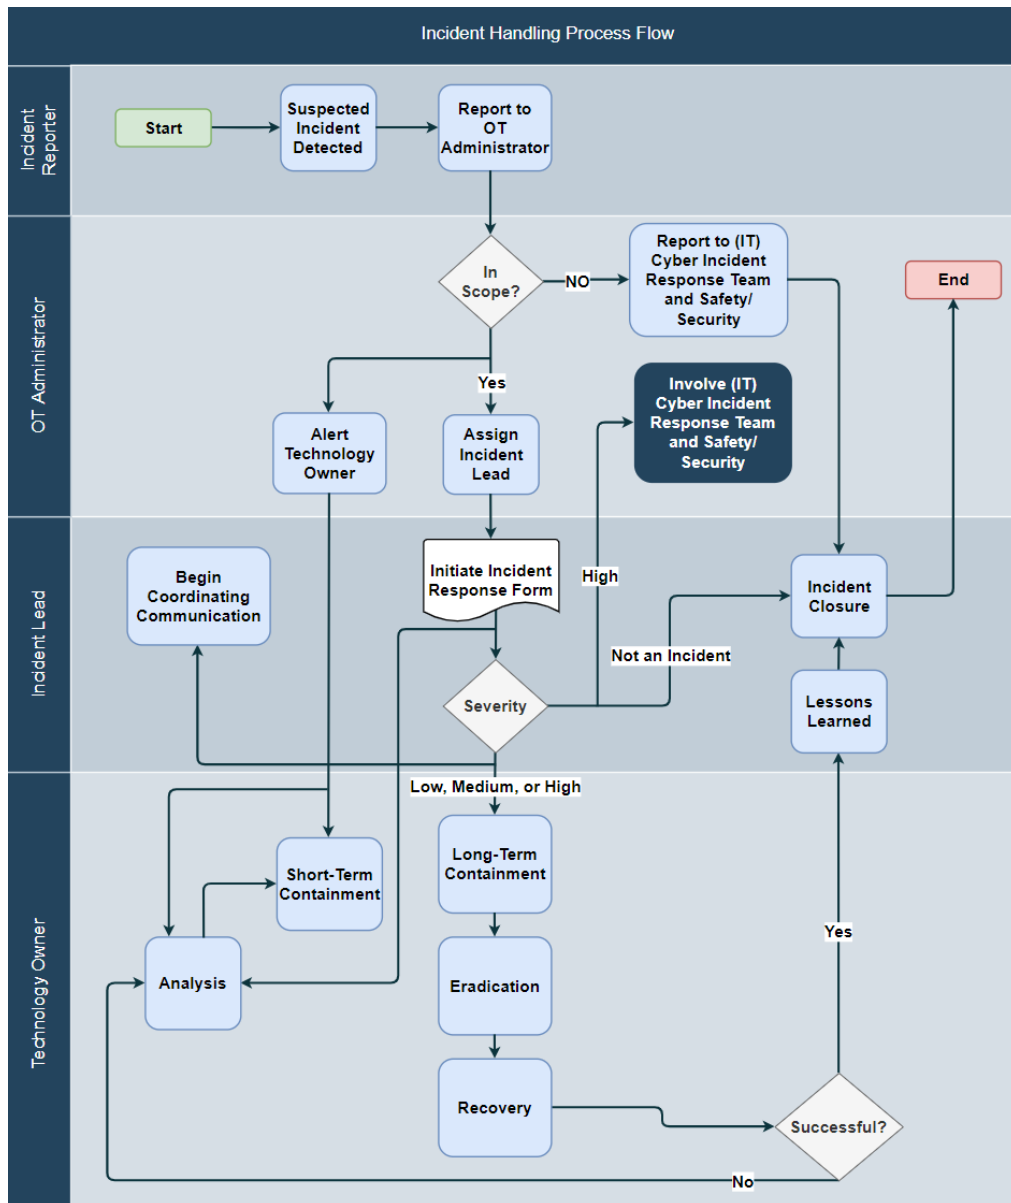 Incident Handling Process Flow
Incident
Reporter
Start
Suspected
Incident
Detected
Report to
OT
Administrator
OT Administrator
In
Scope?
NO
Report to (IT)
Cyber Incident
Response Team
and Safety/
Security
End
Yes
Alert
Technology
Owner
Assign
Incident
Lead
Involve (IT)
Cyber Incident
Response Team
and Safety/
Security
Incident Lead
Begin
Coordinating
Communication
Initiate Incident
Response Form
High
Incident
Closure
Not an Incident
Severity
Lessons
Learned
Technology Owner
Low, Medium, or High
Short-Term
Containment
Long-Term
Containment
Yes
Analysis
Eradication
Recovery
Successful?
No